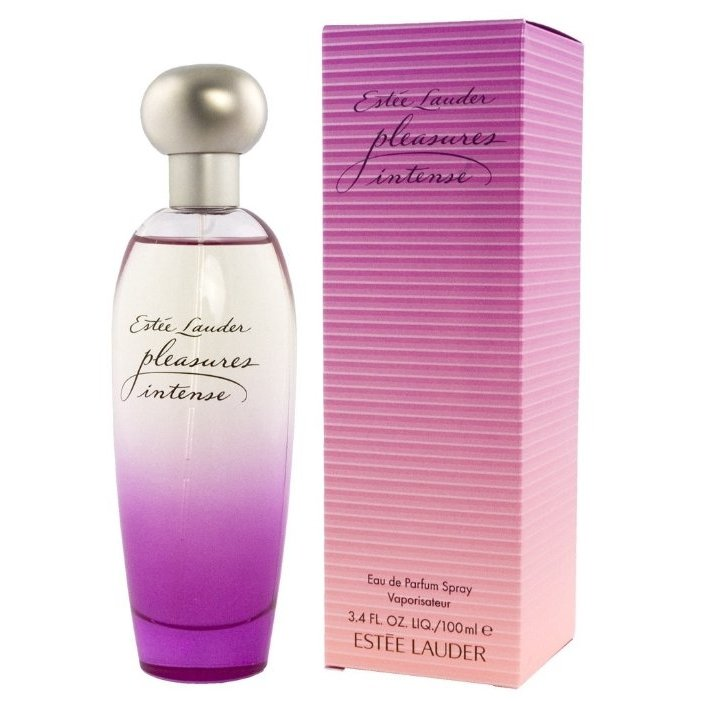 Estée Lauder
pleasures
intense
Estée Lauder
pleasures
intense
Eau de Parfum Spray
Vaporisateur
3.4 FL. OZ. LIQ./100 ml ℮
ESTĒE LAUDER